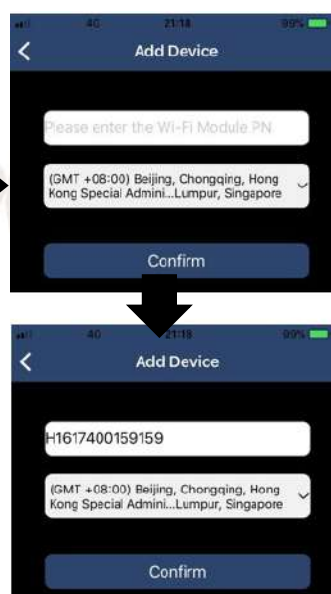 4G 21:18 99%
Add Device
Please enter the Wi-Fi Module PN
(GMT +08:00) Beijing, Chongqing, Hong
Kong Special Admini...Lumpur, Singapore
Confirm
4G 21:18 99%
Add Device
H1617400159159
(GMT +08:00) Beijing, Chongqing, Hong
Kong Special Admini...Lumpur, Singapore
Confirm